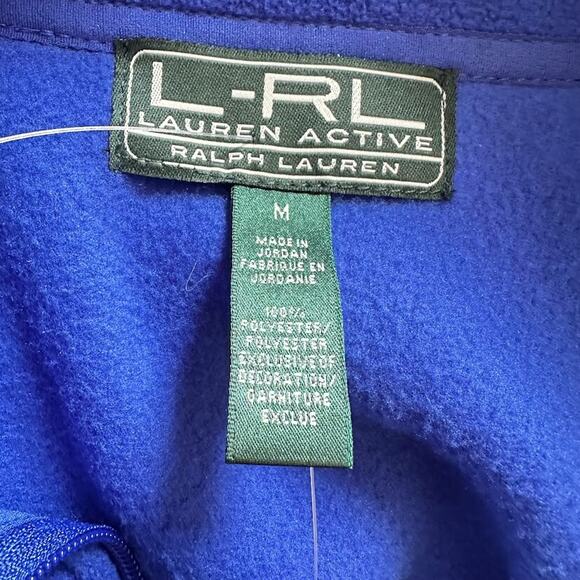 L-RL
LAUREN ACTIVE
RALPH LAUREN
M
MADE IN
JORDAN
FABRIQUE EN
JORDANIE
100%
POLYESTER/
POLYESTER
EXCLUSIVE OF
DECORATION/
GARNITURE
EXCLUE